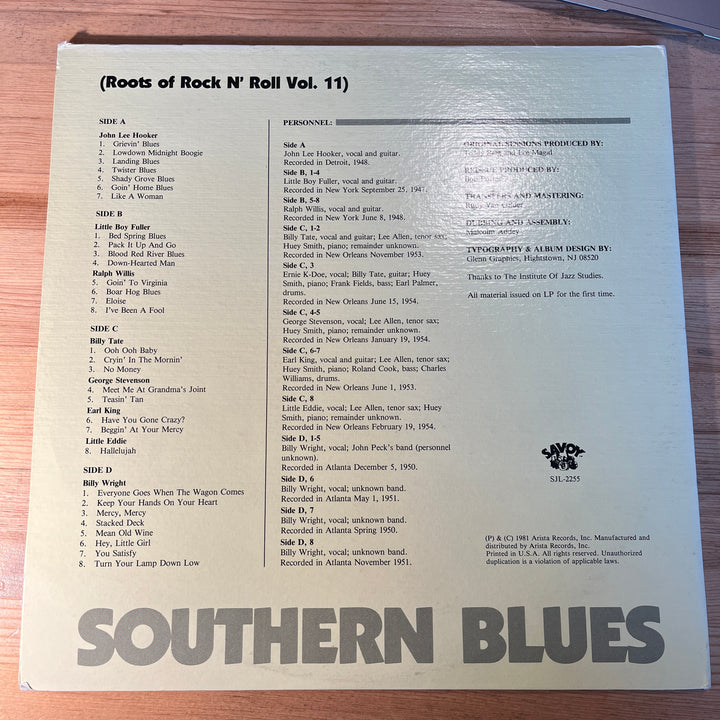 (Roots of Rock N' Roll Vol. 11)
SIDE A
John Lee Hooker
1. Grievin' Blues
2. Lowdown Midnight Boogie
3. Landing Blues
4. Twister Blues
5. Shady Grove Blues
6. Goin' Home Blues
7. Like A Woman
SIDE B
Little Boy Fuller
1. Bed Spring Blues
2. Pack It Up And Go
3. Blood Red River Blues
4. Down-Hearted Man
Ralph Willis
5. Goin' To Virginia
6. Boar Hog Blues
7. Eloise
8. I've Been A Fool
SIDE C
Billy Tate
1. Ooh Ooh Baby
2. Cryin' In The Mornin'
3. No Money
George Stevenson
4. Meet Me At Grandma's Joint
5. Teasin' Tan
Earl King
6. Have You Gone Crazy?
7. Beggin' At Your Mercy
Little Eddie
8. Hallelujah
SIDE D
Billy Wright
1. Everyone Goes When The Wagon Comes
2. Keep Your Hands On Your Heart
3. Mercy, Mercy
4. Stacked Deck
5. Mean Old Wine
6. Hey, Little Girl
7. You Satisfy
8. Turn Your Lamp Down Low
PERSONNEL:
Side A
John Lee Hooker, vocal and guitar.
Recorded in Detroit, 1948.
Side B, 1-4
Little Boy Fuller, vocal and guitar.
Recorded in New York September 25, 1947.
Side B, 5-8
Ralph Willis, vocal and guitar.
Recorded in New York June 8, 1948.
Side C, 1-2
Billy Tate, vocal and guitar; Lee Allen, tenor sax;
Huey Smith, piano; remainder unknown.
Recorded in New Orleans November 1953.
Side C, 3
Ernie K-Doe, vocal; Billy Tate, guitar; Huey
Smith, piano; Frank Fields, bass; Earl Palmer,
drums.
Recorded in New Orleans June 15, 1954.
Side C, 4-5
George Stevenson, vocal; Lee Allen, tenor sax;
Huey Smith, piano; remainder unknown.
Recorded in New Orleans January 19, 1954.
Side C, 6-7
Earl King, vocal and guitar; Lee Allen, tenor sax;
Huey Smith, piano; Roland Cook, bass; Charles
Williams, drums.
Recorded in New Orleans June 1, 1953.
Side C, 8
Little Eddie, vocal; Lee Allen, tenor sax; Huey
Smith, piano; remainder unknown.
Recorded in New Orleans February 19, 1954.
Side D, 1-5
Billy Wright, vocal; John Peck's band (personnel
unknown).
Recorded in Atlanta December 5, 1950.
Side D, 6
Billy Wright, vocal; unknown band.
Recorded in Atlanta May 1, 1951.
Side D, 7
Billy Wright, vocal; unknown band.
Recorded in Atlanta Spring 1950.
Side D, 8
Billy Wright, vocal; unknown band.
Recorded in Atlanta November 1951.
ORIGINAL SESSIONS PRODUCED BY:
and Lee Magid
REISSUE PRODUCED BY:
Bob Porter
TRANSFERS AND MASTERING:
Rudy Van Gelder
DUBBING AND ASSEMBLY:
Malcolm Addey
TYPOGRAPHY & ALBUM DESIGN BY:
Glenn Graphics, Hightstown, NJ 08520
Thanks to The Institute Of Jazz Studies.
All material issued on LP for the first time.
SAVOY
SJL-2255
(P) & (C) 1981 Arista Records, Inc. Manufactured and
distributed by Arista Records, Inc.
Printed in U.S.A. All rights reserved. Unauthorized
duplication is a violation of applicable laws.
SOUTHERN BLUES